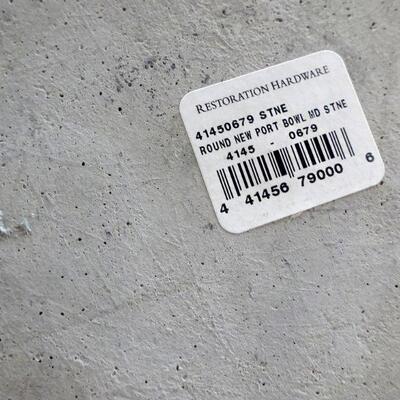 RESTORATION HARDWARE
41450679 STNE
ROUND NEW PORT BOWL MD STNE
4145 - 0679
4 41456 79000 6